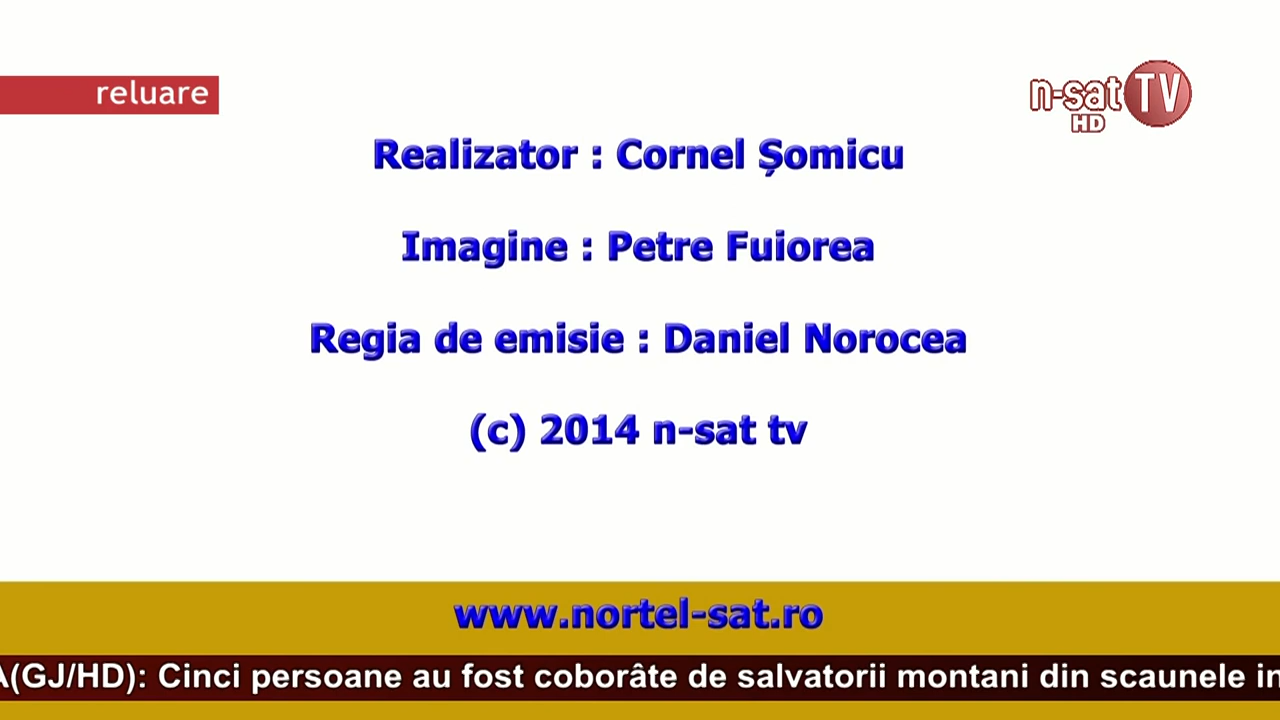 reluare
n-sat TV
HD
Realizator : Cornel Șomicu
Imagine : Petre Fuiorea
Regia de emisie : Daniel Norocea
(c) 2014 n-sat tv
www.nortel-sat.ro
A(GJ/HD): Cinci persoane au fost coborâte de salvatorii montani din scaunele in